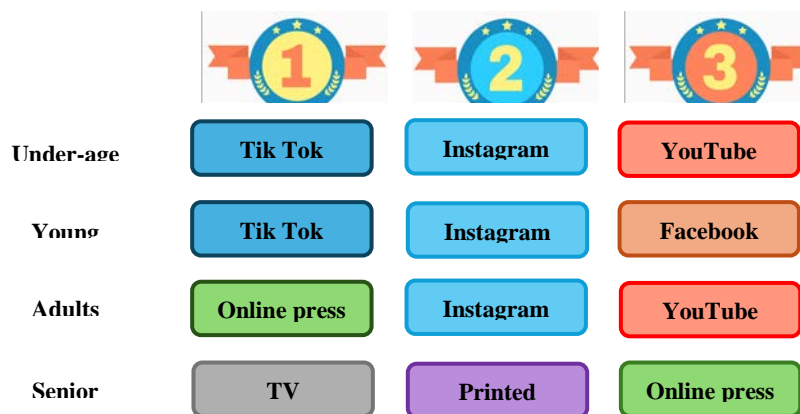 1 2 3
Under-age Tik Tok Instagram YouTube
Young Tik Tok Instagram Facebook
Adults Online press Instagram YouTube
Senior TV Printed Online press